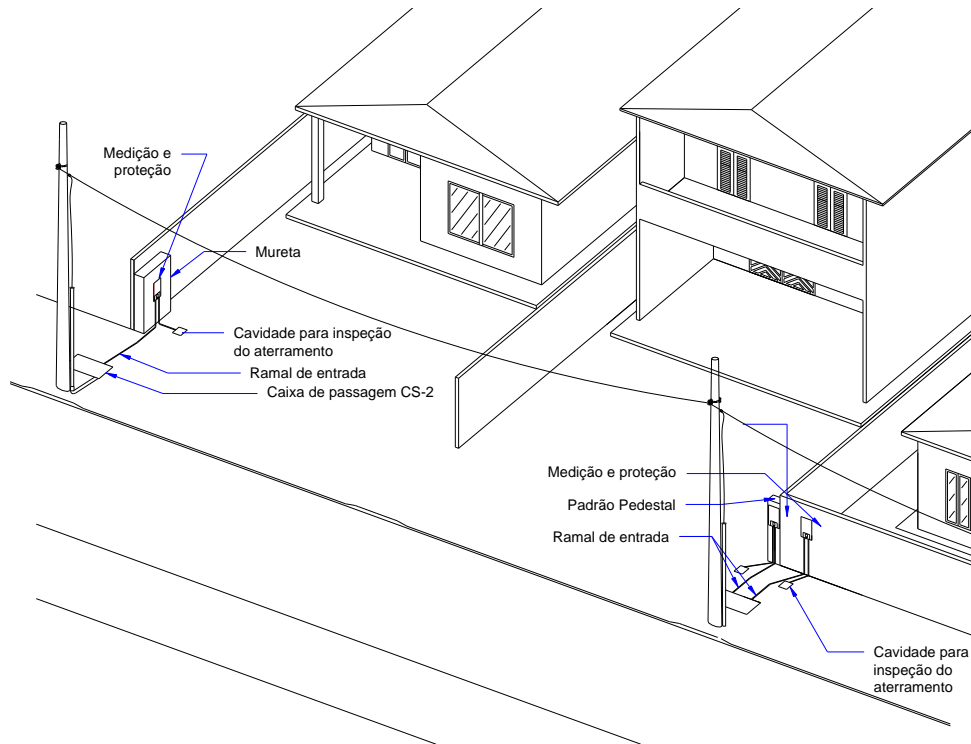 Medição e
proteção
Mureta
Cavidade para inspeção
do aterramento
Ramal de entrada
Caixa de passagem CS-2
Medição e proteção
Padrão Pedestal
Ramal de entrada
Cavidade para
inspeção do
aterramento